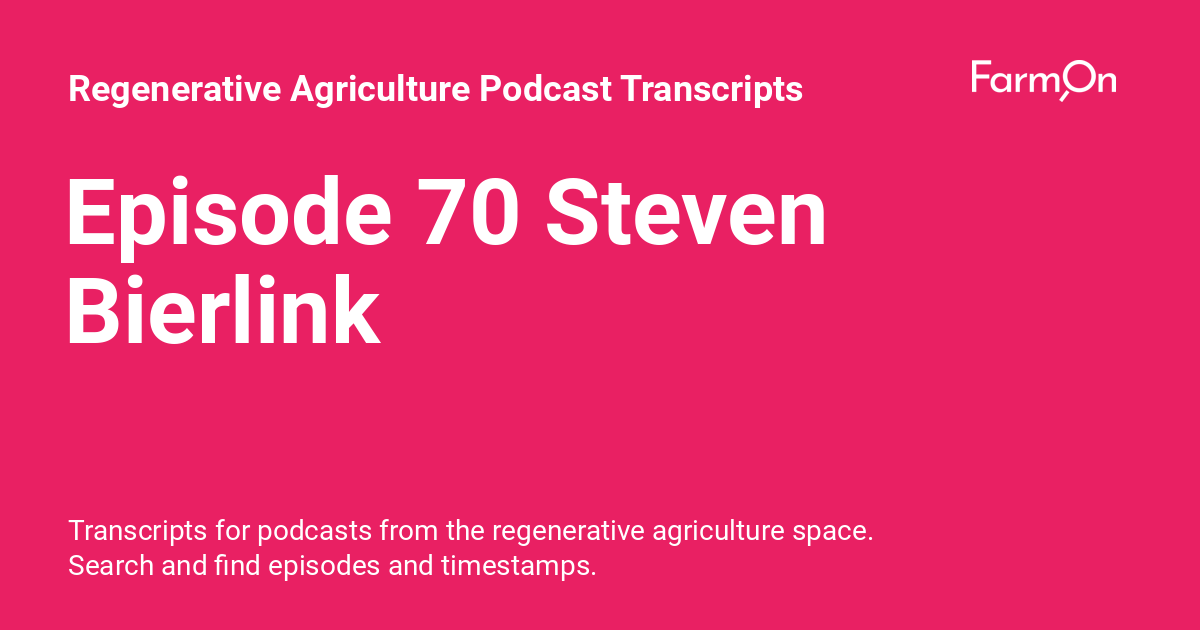 Regenerative Agriculture Podcast Transcripts
FarmOn
Episode 70 Steven
Bierlink
Transcripts for podcasts from the regenerative agriculture space.
Search and find episodes and timestamps.